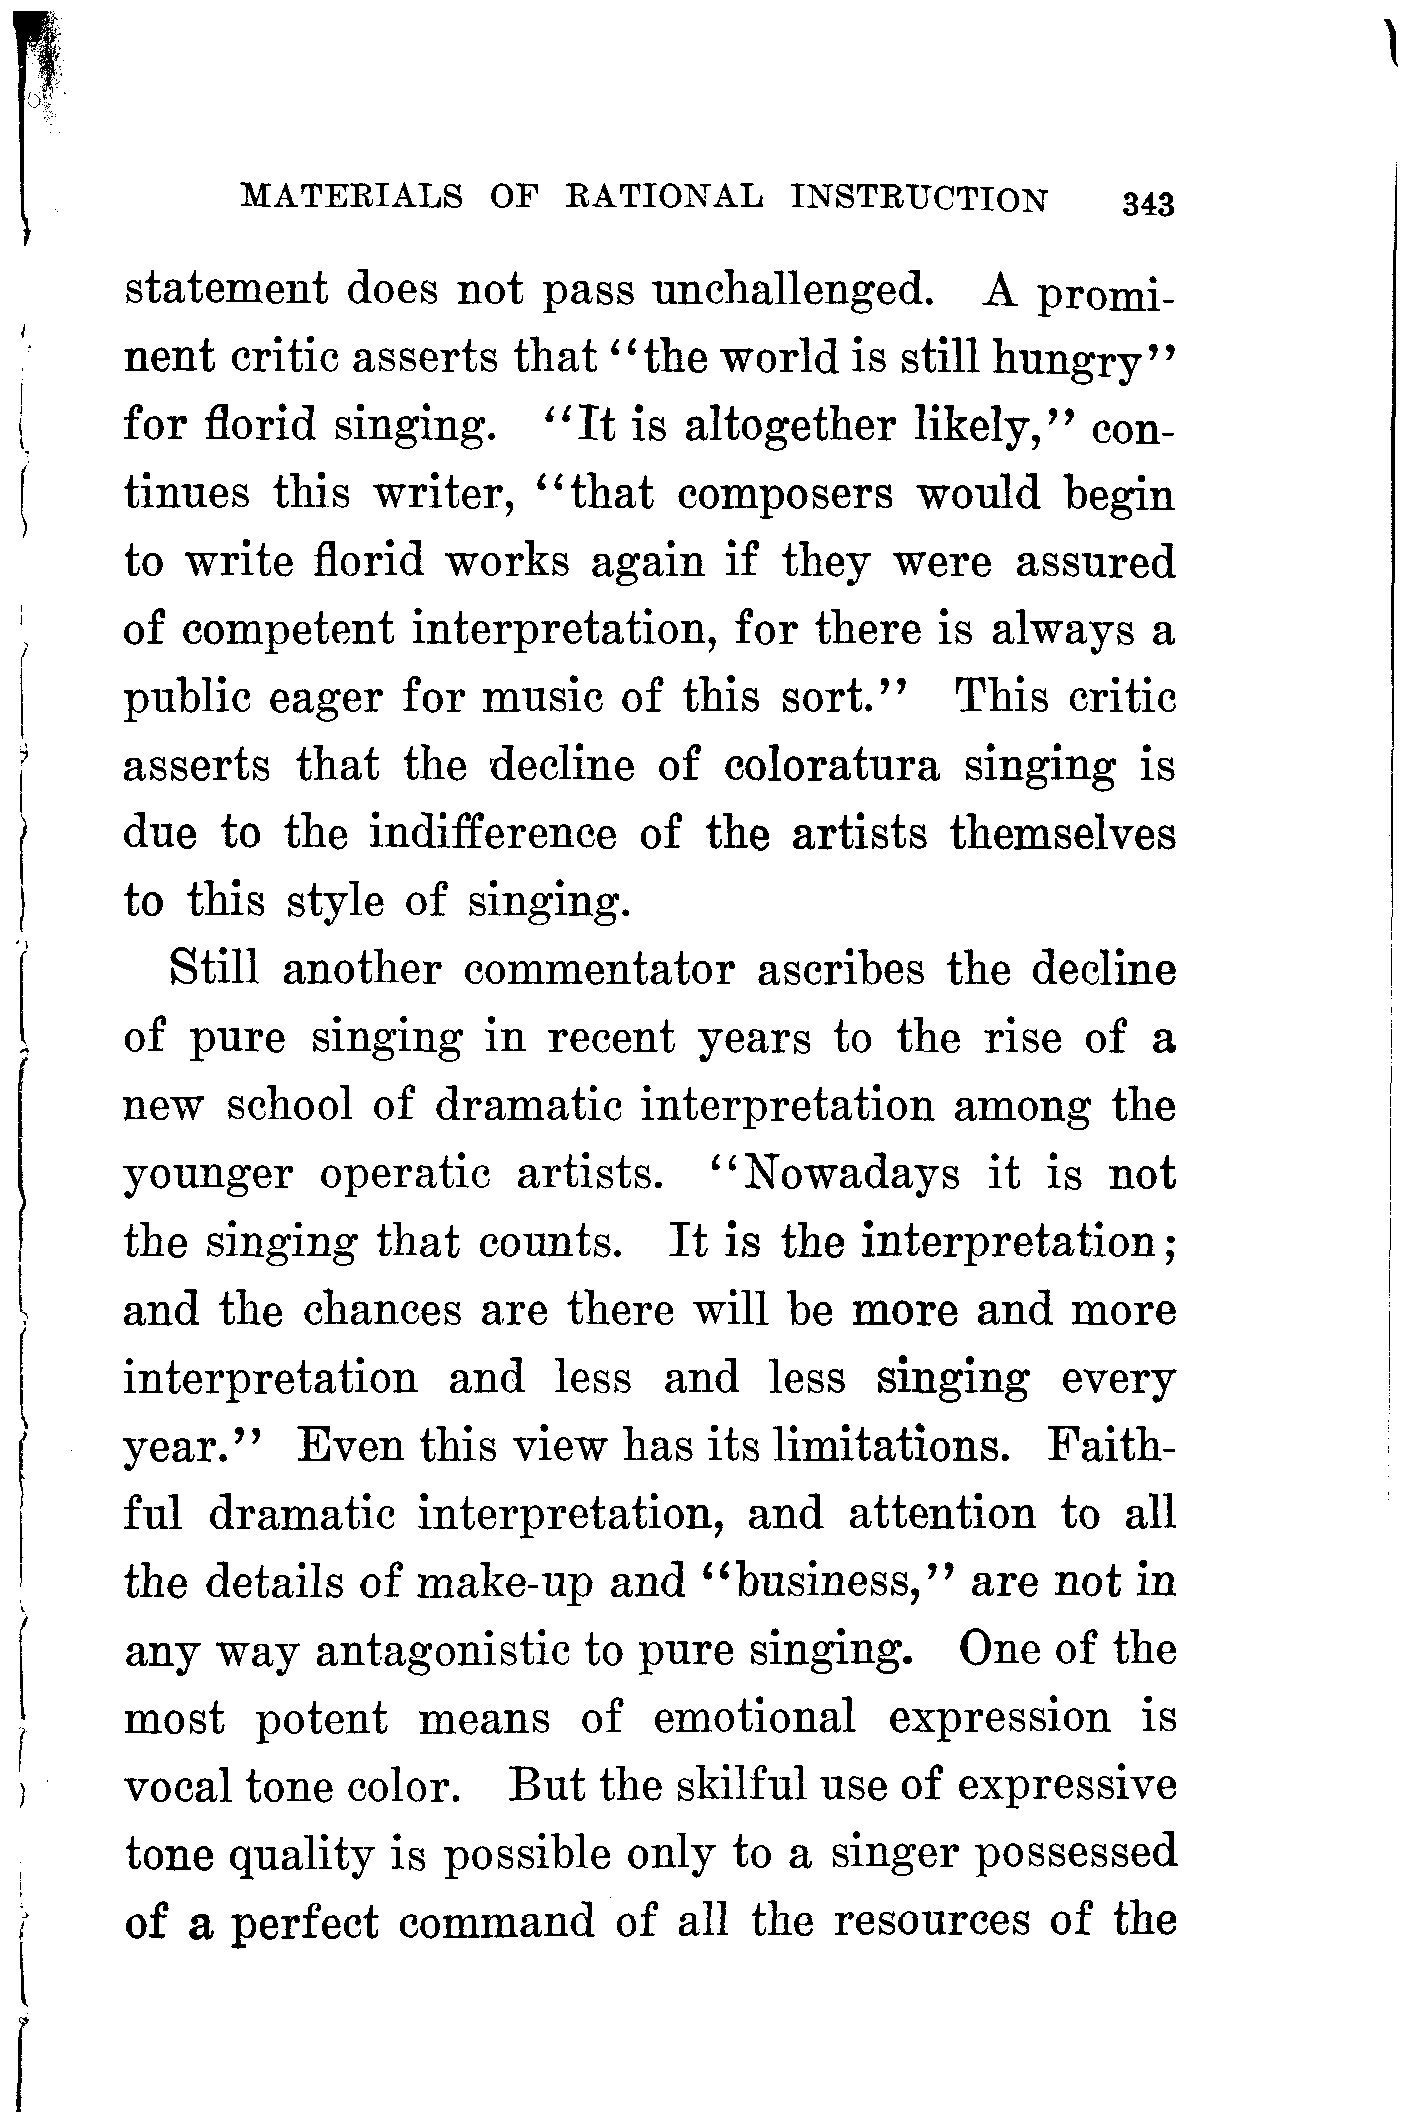 MATERIALS OF RATIONAL INSTRUCTION 343
statement does not pass unchallenged. A promi-
nent critic asserts that "the world is still hungry"
for florid singing. "It is altogether likely," con-
tinues this writer, "that composers would begin
to write florid works again if they were assured
of competent interpretation, for there is always a
public eager for music of this sort." This critic
asserts that the decline of coloratura singing is
due to the indifference of the artists themselves
to this style of singing.
Still another commentator ascribes the decline
of pure singing in recent years to the rise of a
new school of dramatic interpretation among the
younger operatic artists. "Nowadays it is not
the singing that counts. It is the interpretation;
and the chances are there will be more and more
interpretation and less and less singing every
year." Even this view has its limitations. Faith-
ful dramatic interpretation, and attention to all
the details of make-up and "business," are not in
any way antagonistic to pure singing. One of the
most potent means of emotional expression is
vocal tone color. But the skilful use of expressive
tone quality is possible only to a singer possessed
of a perfect command of all the resources of the